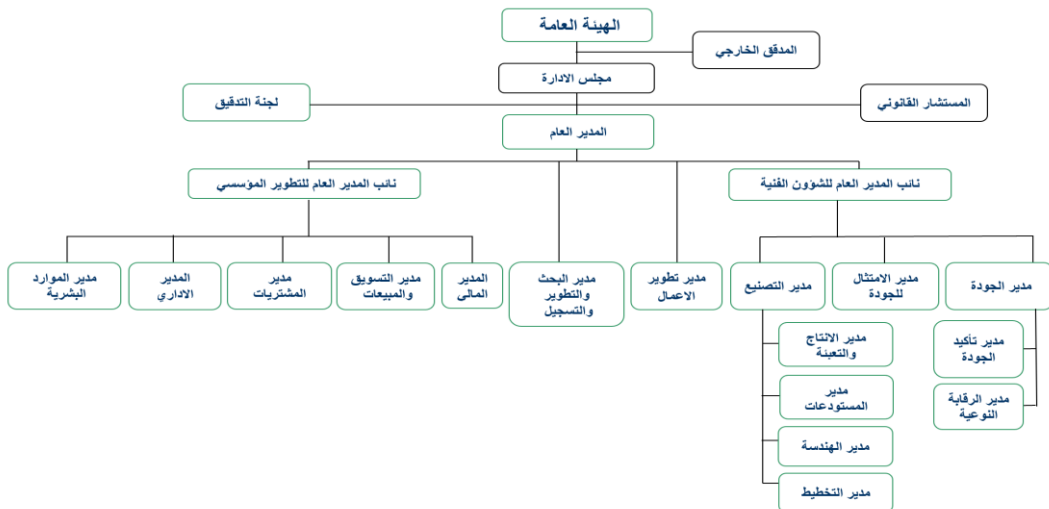 الهيئة العامة
المدقق الخارجي
مجلس الادارة
المستشار القانوني
لجنة التدقيق
المدير العام
نائب المدير العام للشؤون الفنية
نائب المدير العام للتطوير المؤسسي
مدير الجودة
مدير الامتثال
للجودة
مدير التصنيع
مدير تطوير
الاعمال
مدير البحث
والتطوير
والتسجيل
المدير
المالى
مدير التسويق
والمبيعات
مدير
المشتريات
المدير
الاداري
مدير الموارد
البشرية
مدير تأكيد
الجودة
مدير الرقابة
النوعية
مدير الانتاج
والتعبئة
مدير
المستودعات
مدير الهندسة
مدير التخطيط